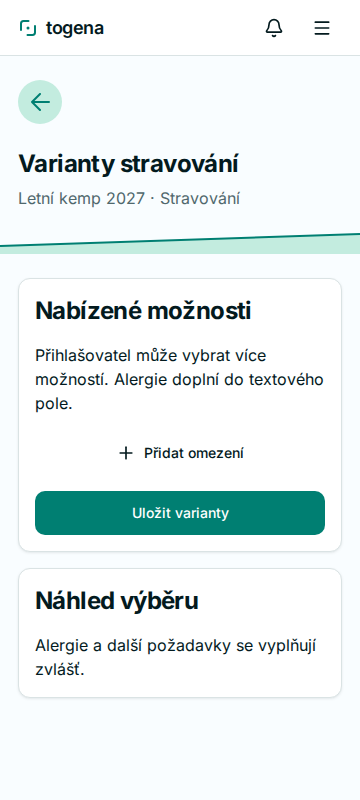 togena
Varianty stravování
Letní kemp 2027 · Stravování
Nabízené možnosti
Přihlašovatel může vybrat více
možností. Alergie doplní do textového
pole.
Přidat omezení
Uložit varianty
Náhled výběru
Alergie a další požadavky se vyplňují
zvlášť.